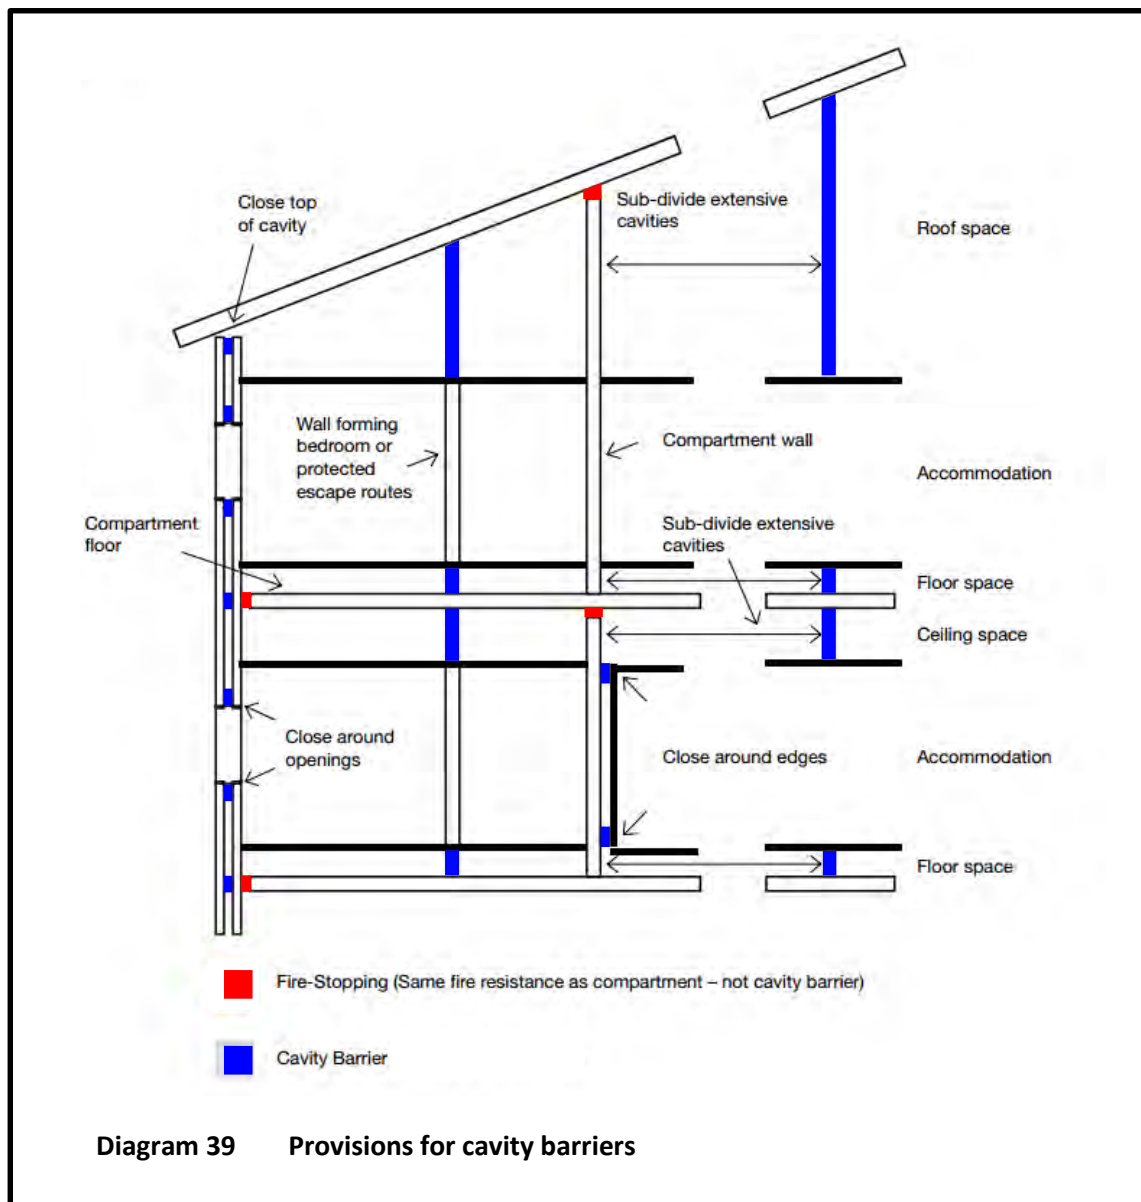 Close top
of cavity
Sub-divide extensive
cavities
Roof space
Wall forming
bedroom or
protected
escape routes
Compartment wall
Accommodation
Compartment
floor
Sub-divide extensive
cavities
Floor space
Ceiling space
Close around
openings
Close around edges
Accommodation
Floor space
Fire-Stopping (Same fire resistance as compartment – not cavity barrier)
Cavity Barrier
Diagram 39 Provisions for cavity barriers